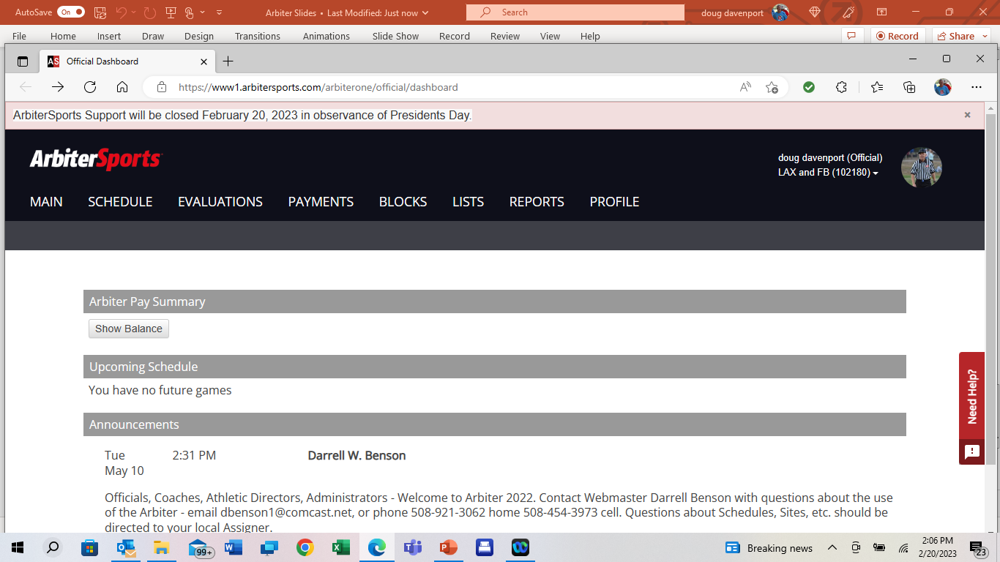 AutoSave On Arbiter Slides • Last Modified: Just now Search doug davenport
File Home Insert Draw Design Transitions Animations Slide Show Record Review View Help Record Share
AS Official Dashboard
https://www1.arbitersports.com/arbiterone/official/dashboard
ArbiterSports Support will be closed February 20, 2023 in observance of Presidents Day.
ArbiterSports
doug davenport (Official)
LAX and FB (102180)
MAIN SCHEDULE EVALUATIONS PAYMENTS BLOCKS LISTS REPORTS PROFILE
Arbiter Pay Summary
Show Balance
Upcoming Schedule
You have no future games
Need Help?
Announcements
Tue 2:31 PM Darrell W. Benson
May 10
Officials, Coaches, Athletic Directors, Administrators - Welcome to Arbiter 2022. Contact Webmaster Darrell Benson with questions about the use
of the Arbiter - email dbenson1@comcast.net, or phone 508-921-3062 home 508-454-3973 cell. Questions about Schedules, Sites, etc. should be
directed to your local Assigner.
99+
Breaking news
2:06 PM
2/20/2023
23